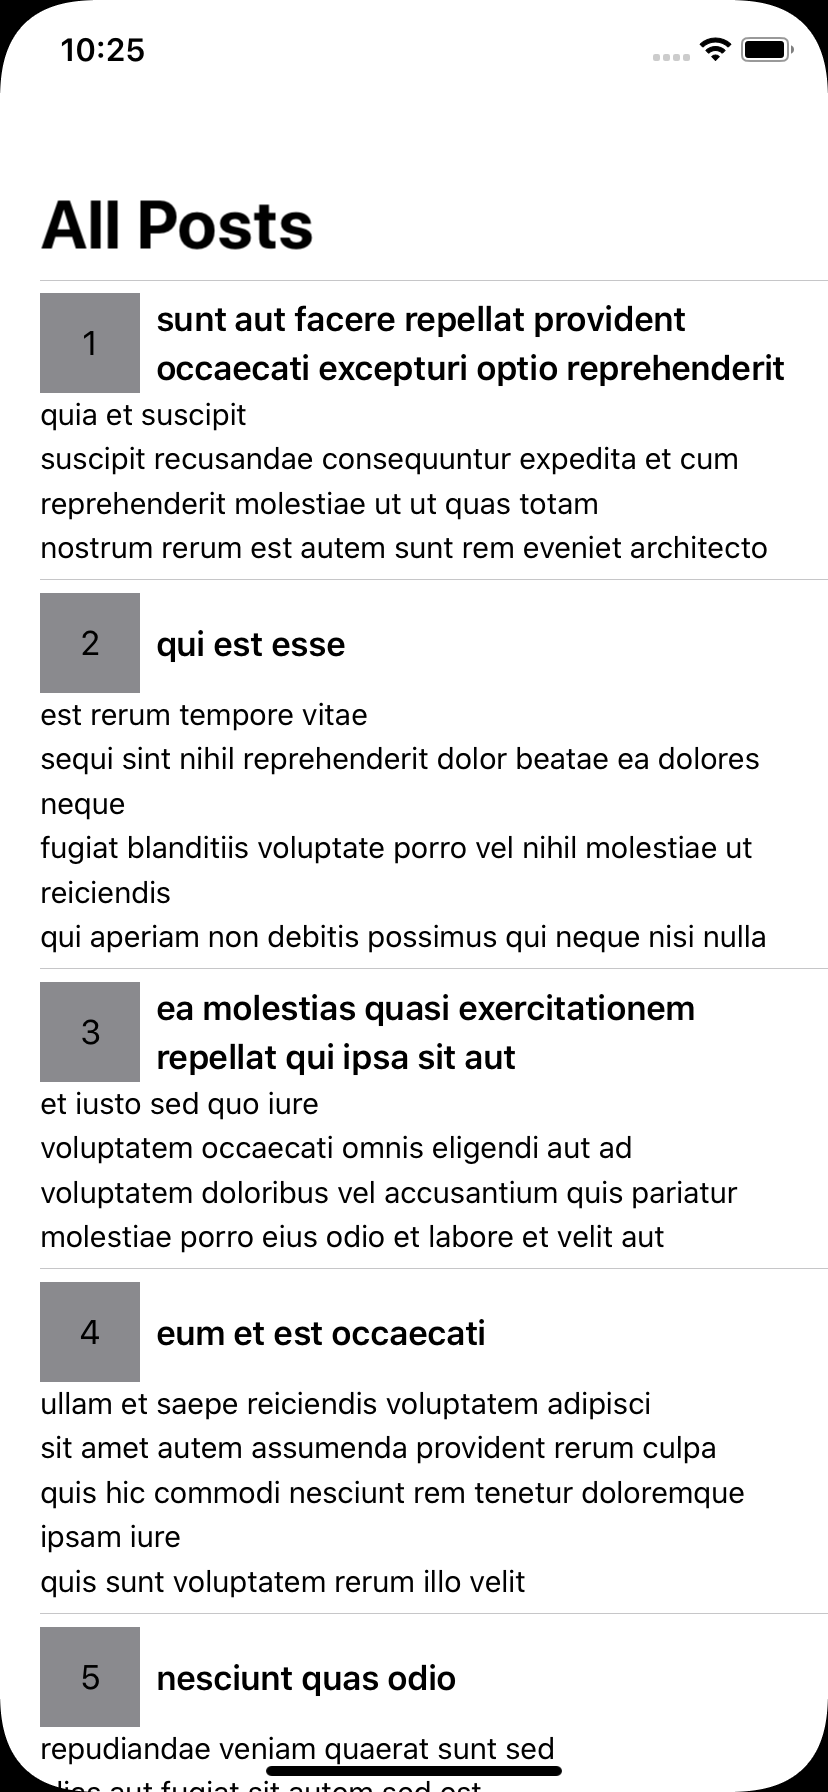 10:25
All Posts
1
sunt aut facere repellat provident
occaecati excepturi optio reprehenderit
quia et suscipit
suscipit recusandae consequuntur expedita et cum
reprehenderit molestiae ut ut quas totam
nostrum rerum est autem sunt rem eveniet architecto
2
qui est esse
est rerum tempore vitae
sequi sint nihil reprehenderit dolor beatae ea dolores
neque
fugiat blanditiis voluptate porro vel nihil molestiae ut
reiciendis
qui aperiam non debitis possimus qui neque nisi nulla
3
ea molestias quasi exercitationem
repellat qui ipsa sit aut
et iusto sed quo iure
voluptatem occaecati omnis eligendi aut ad
voluptatem doloribus vel accusantium quis pariatur
molestiae porro eius odio et labore et velit aut
4
eum et est occaecati
ullam et saepe reiciendis voluptatem adipisci
sit amet autem assumenda provident rerum culpa
quis hic commodi nesciunt rem tenetur doloremque
ipsam iure
quis sunt voluptatem rerum illo velit
5
nesciunt quas odio
repudiandae veniam quaerat sunt sed
aut fugiat sit autem sed est